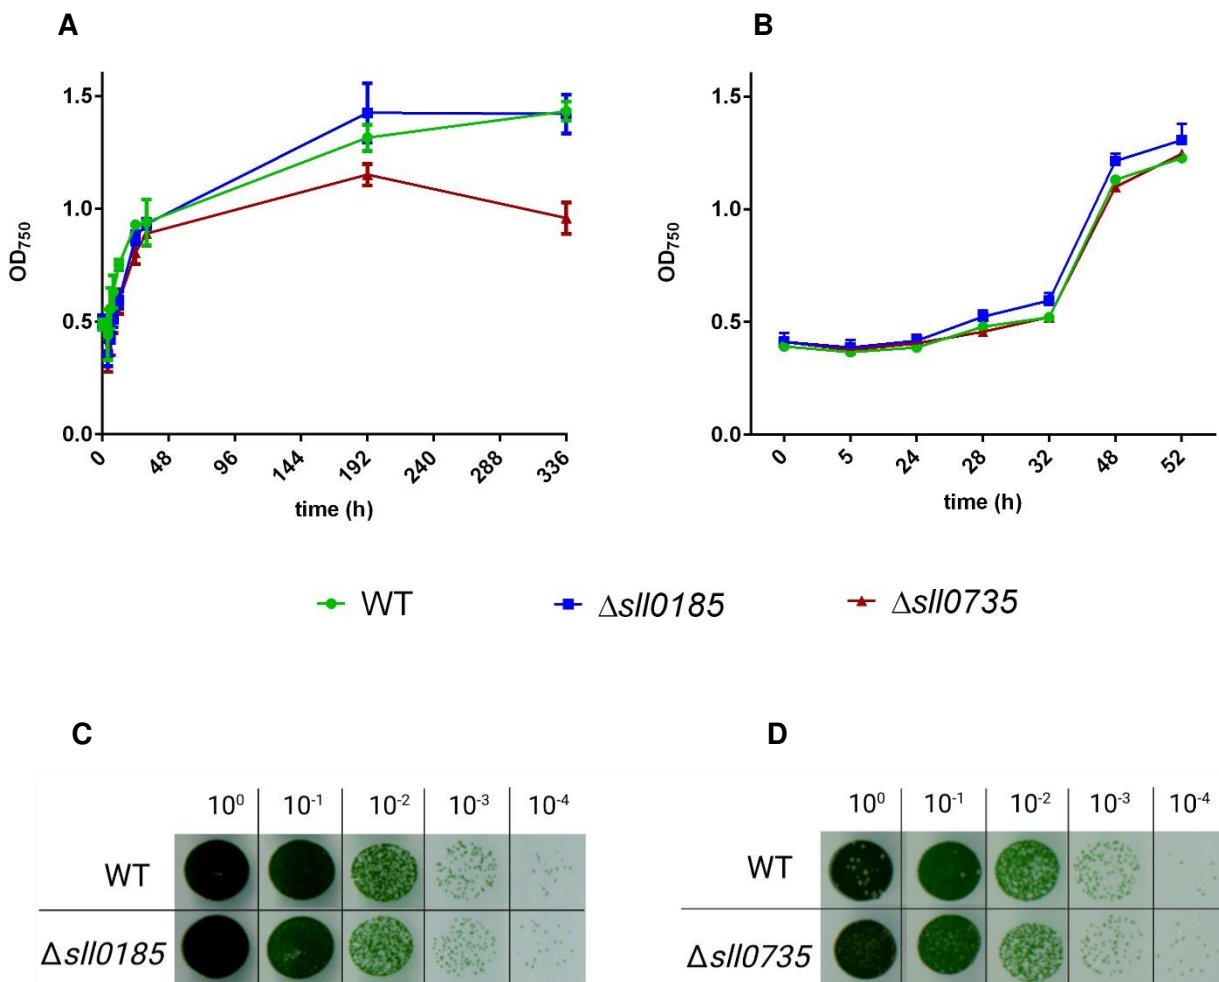 A
B
1.5
1.0
0.5
0.0
OD750
0 48 96 144 192 240 288 336
time (h)
1.5
1.0
0.5
0.0
OD750
0 5 24 28 32 48 52
time (h)
WT Δsll0185 Δsll0735
C
D
10⁰ 10⁻¹ 10⁻² 10⁻³ 10⁻⁴
WT
Δsll0185
10⁰ 10⁻¹ 10⁻² 10⁻³ 10⁻⁴
WT
Δsll0735